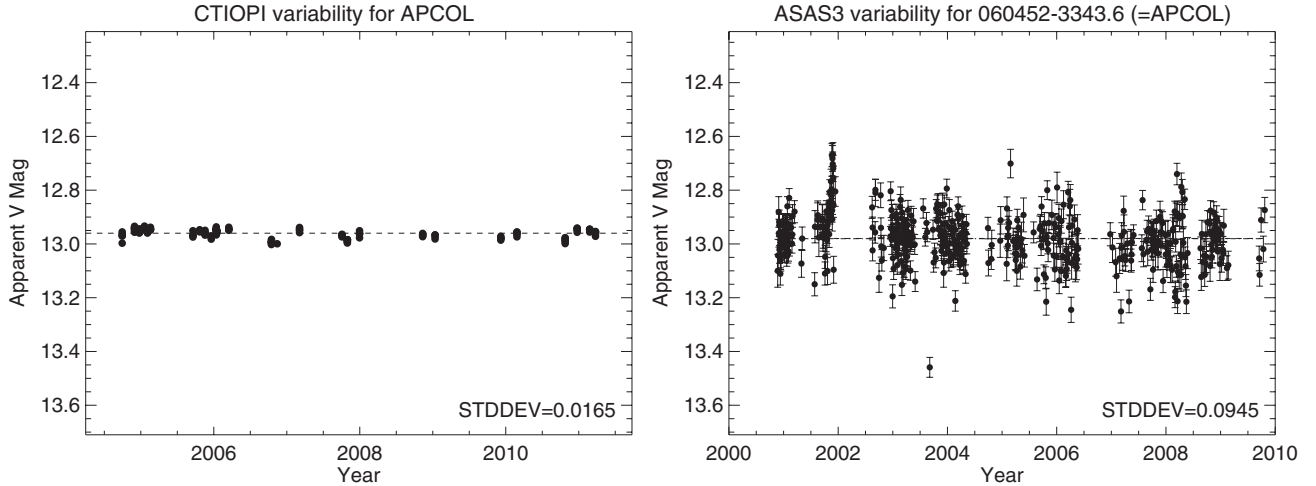 CTIOPI variability for APCOL
12.4
12.6
12.8
13.0
13.2
13.4
13.6
Apparent V Mag
STDDEV=0.0165
2006
2008
2010
Year
ASAS3 variability for 060452-3343.6 (=APCOL)
12.4
12.6
12.8
13.0
13.2
13.4
13.6
Apparent V Mag
STDDEV=0.0945
2000
2002
2004
2006
2008
2010
Year